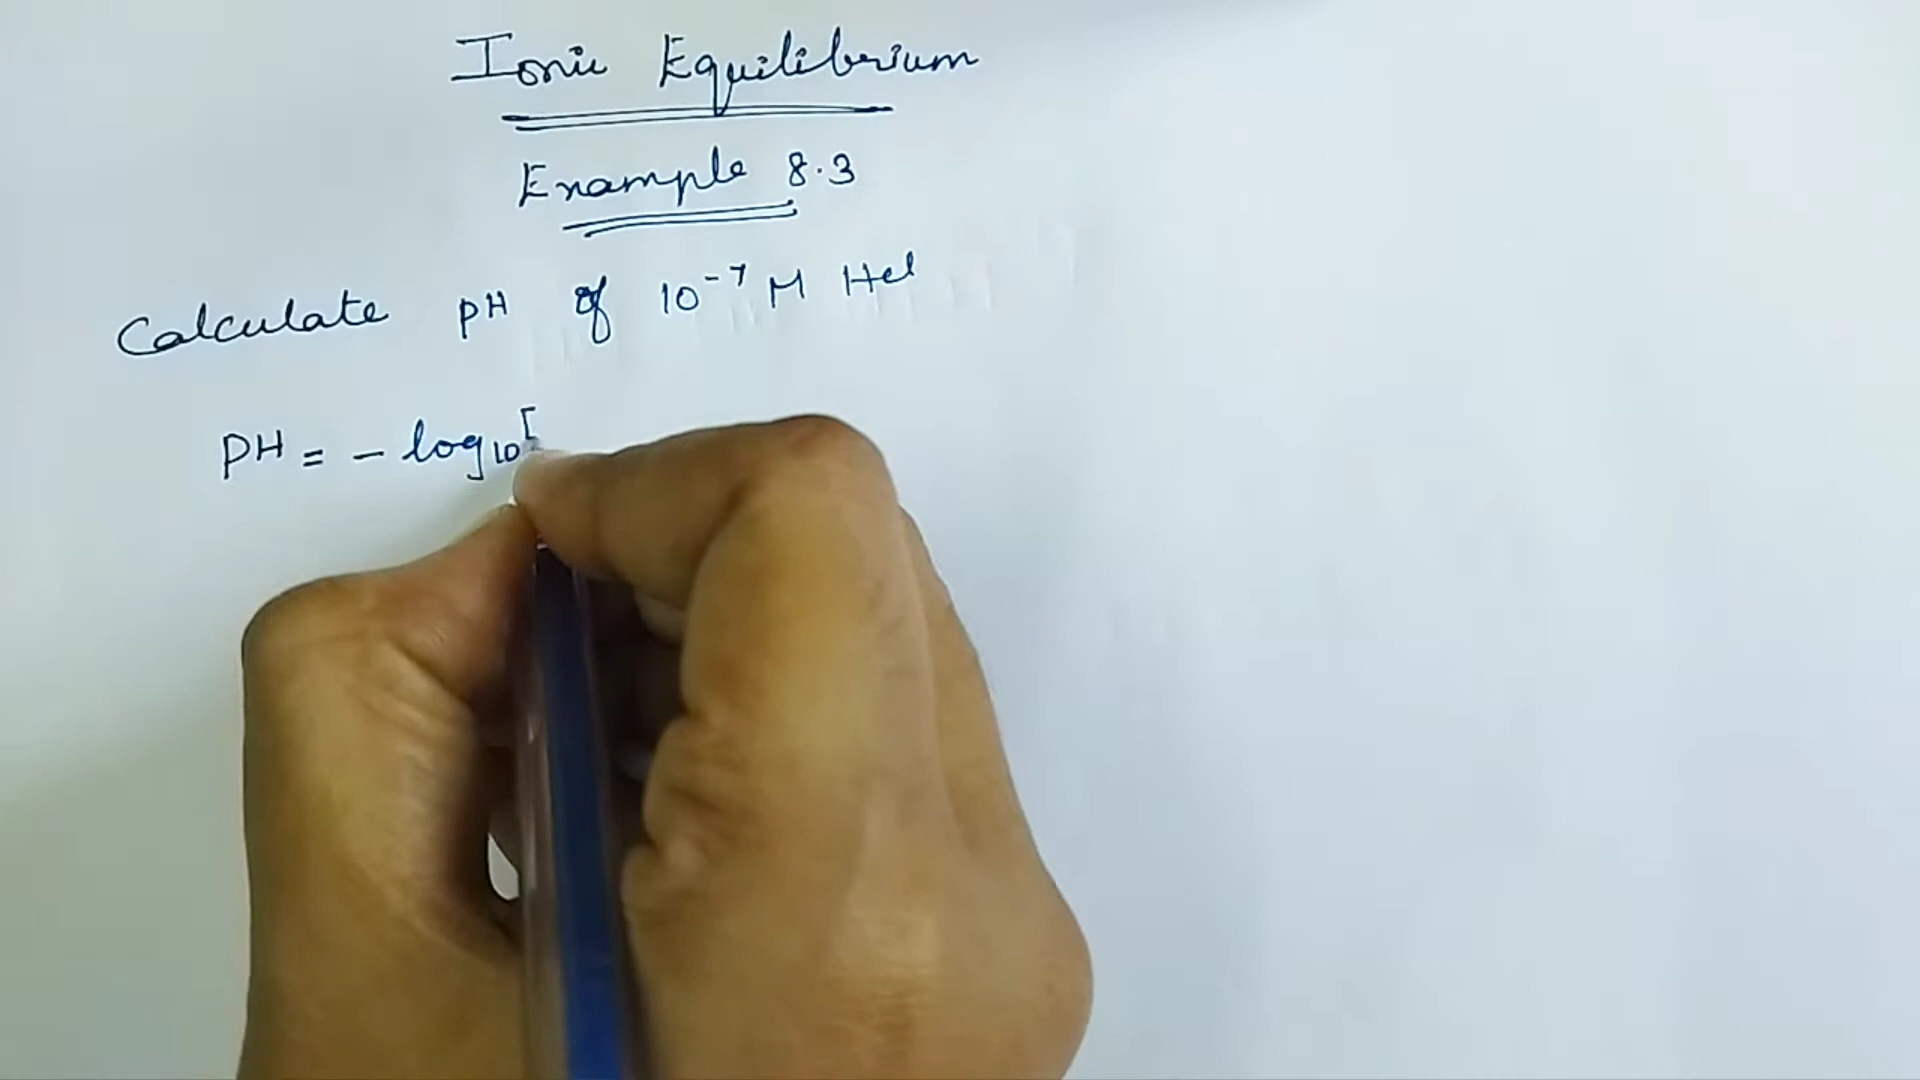 Ionic Equilibrium
Example 8.3
Calculate pH of 10⁻⁷ M Hcl
PH = - log₁₀[